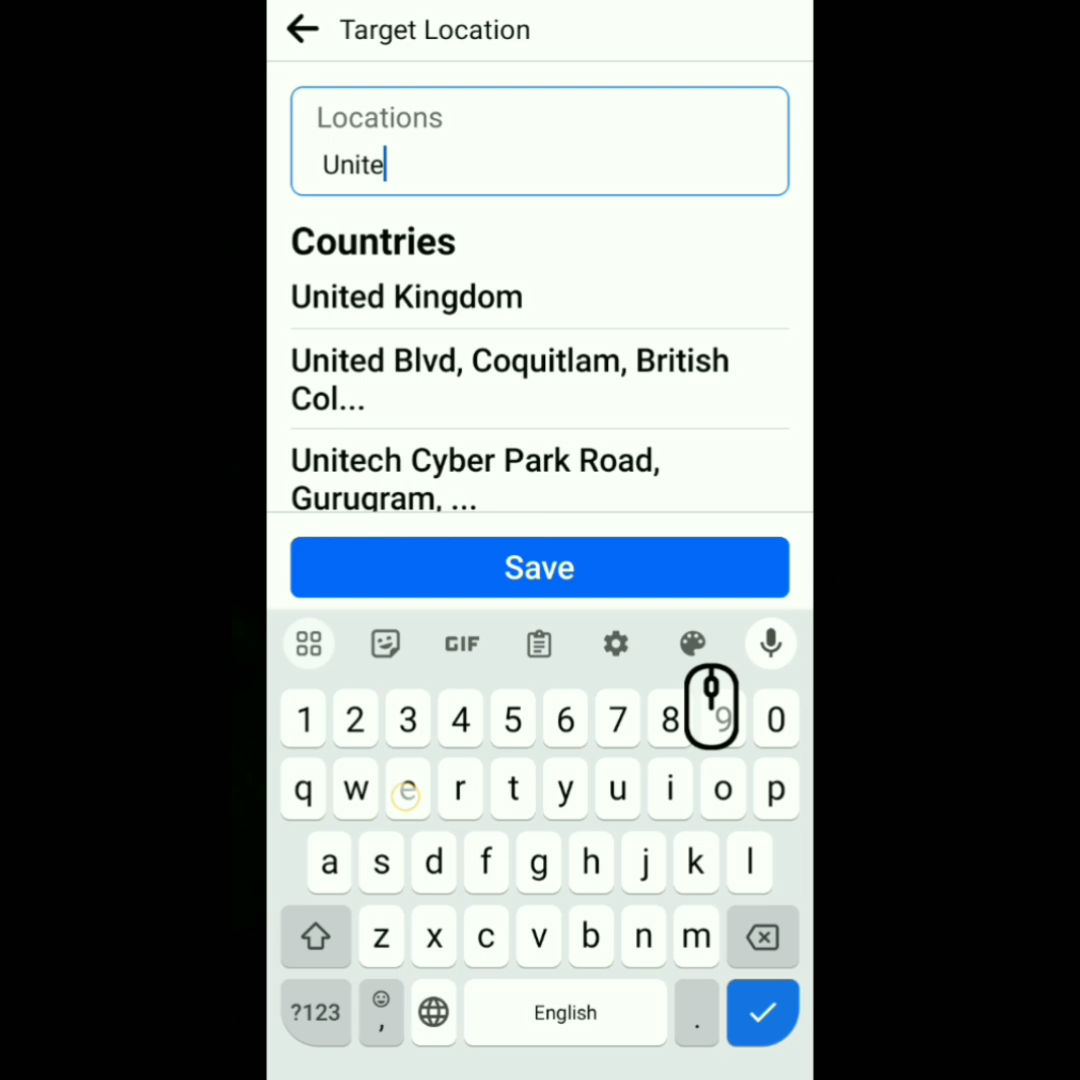 Target Location
Locations
Unite
Countries
United Kingdom
United Blvd, Coquitlam, British
Col...
Unitech Cyber Park Road,
Gurugram, ...
Save
GIF
1 2 3 4 5 6 7 8 9 0
q w e r t y u i o p
a s d f g h j k l
z x c v b n m
?123 , English .